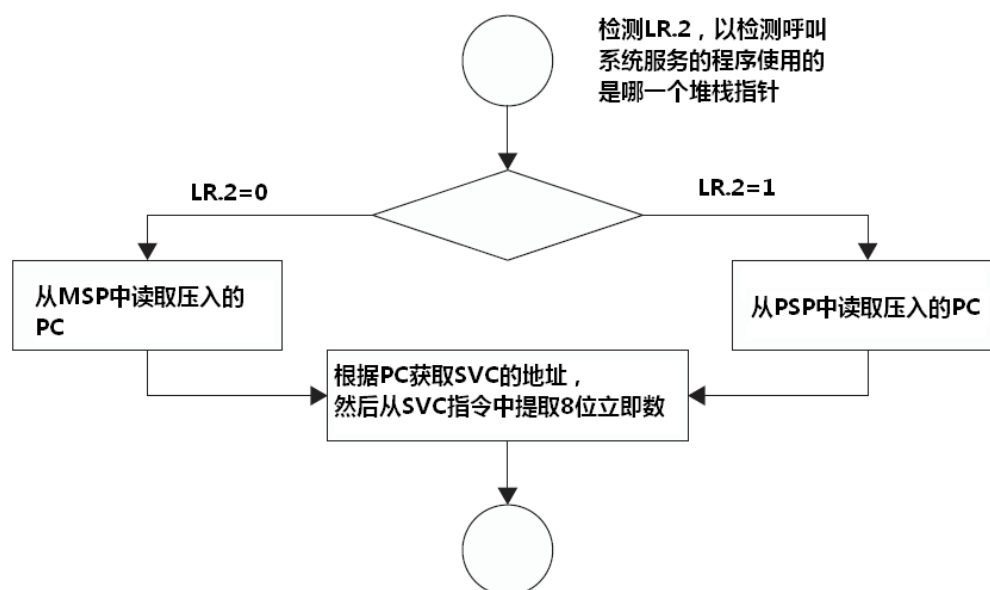 检测LR.2，以检测呼叫
系统服务的程序使用的
是哪一个堆栈指针
LR.2=0
LR.2=1
从MSP中读取压入的
PC
从PSP中读取压入的PC
根据PC获取SVC的地址，
然后从SVC指令中提取8位立即数